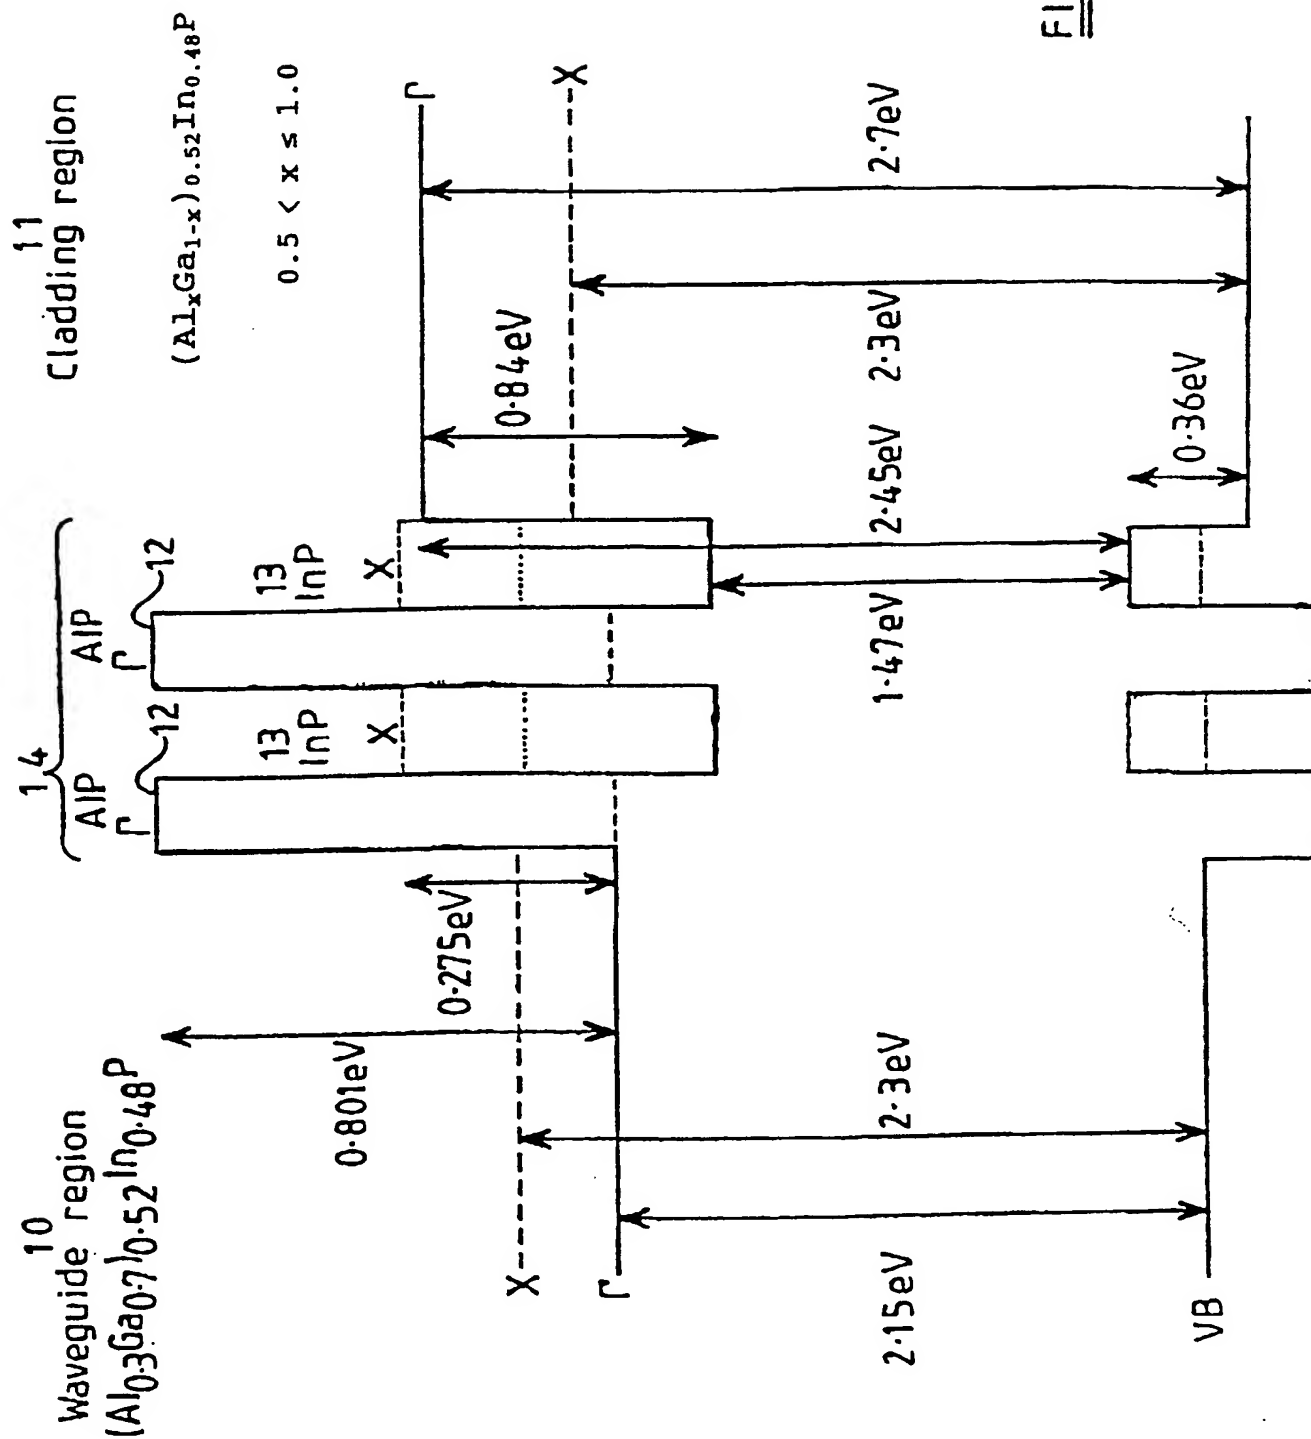 10
Waveguide region
(Al0·3Ga0·7)0·52In0·48P
14
AlP
Γ
12
AlP
Γ
12
11
Cladding region
(AlxGa1-x)0.52In0.48P
0.5 < x ≤ 1.0
13
InP
X
13
InP
X
0·801eV
0·275eV
0·84eV
Γ
X
X
Γ
2·15eV
2·3eV
1·47eV
2·45eV
2·3eV
2·7eV
0·36eV
VB